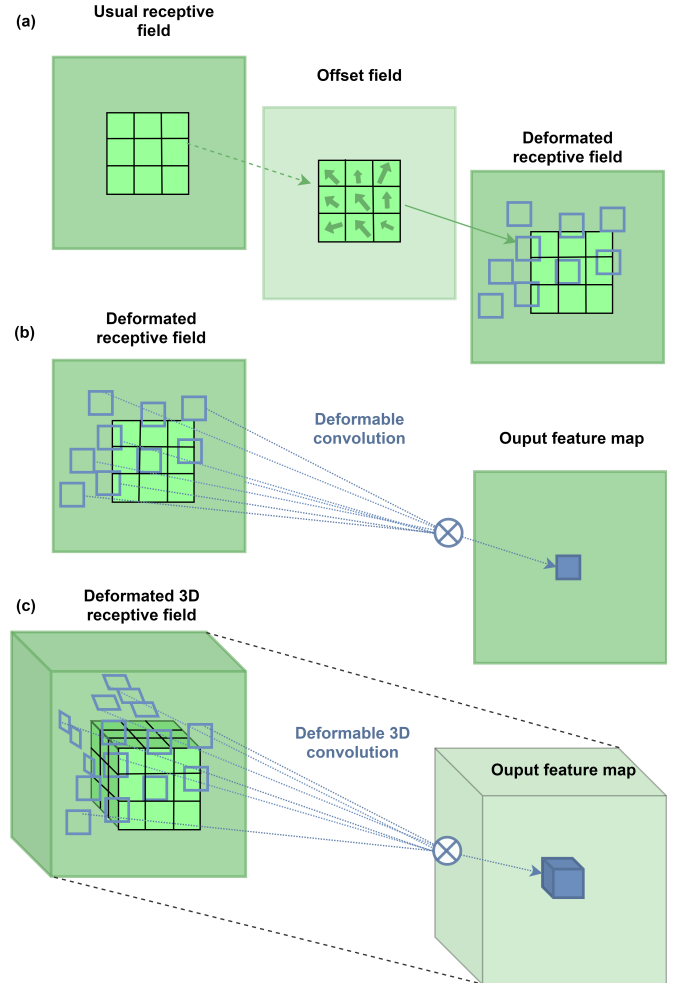 (a)
Usual receptive
field
Offset field
Deformated
receptive field
(b)
Deformated
receptive field
Deformable
convolution
Ouput feature map
(c)
Deformated 3D
receptive field
Deformable 3D
convolution
Ouput feature map